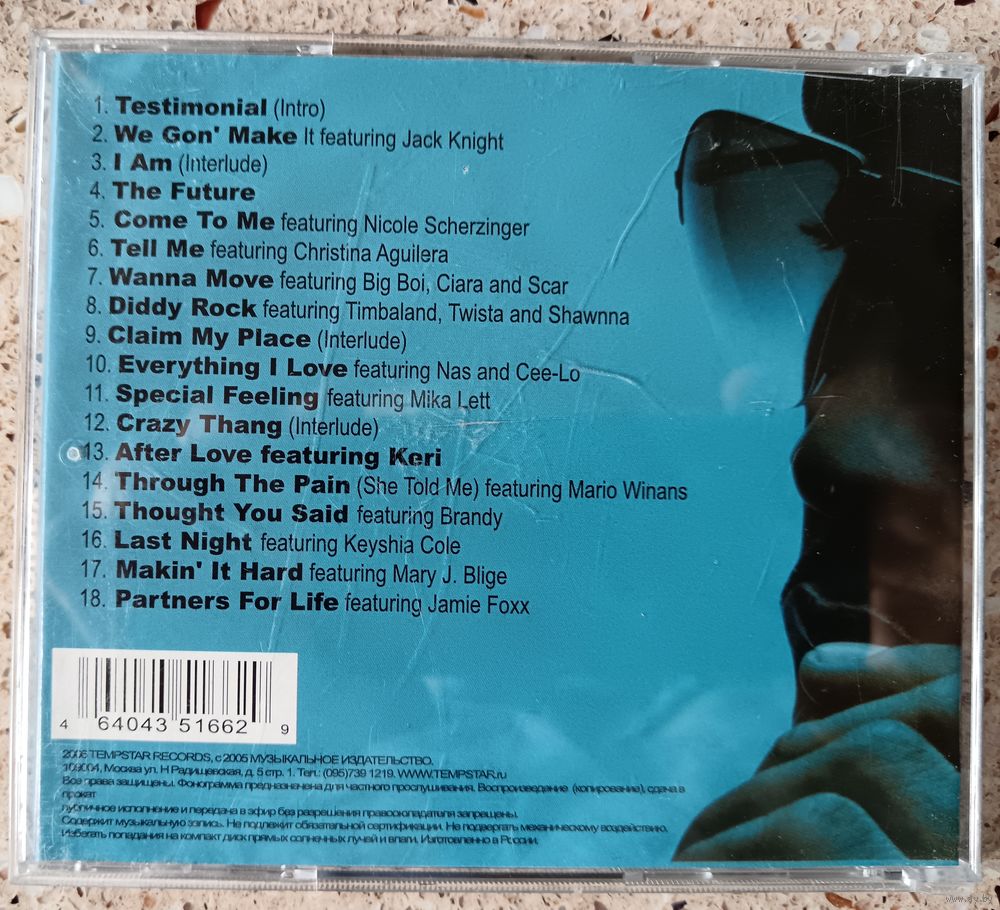 1. Testimonial (Intro)
2. We Gon' Make It featuring Jack Knight
3. I Am (Interlude)
4. The Future
5. Come To Me featuring Nicole Scherzinger
6. Tell Me featuring Christina Aguilera
7. Wanna Move featuring Big Boi, Ciara and Scar
8. Diddy Rock featuring Timbaland, Twista and Shawnna
9. Claim My Place (Interlude)
10. Everything I Love featuring Nas and Cee-Lo
11. Special Feeling featuring Mika Lett
12. Crazy Thang (Interlude)
13. After Love featuring Keri
14. Through The Pain (She Told Me) featuring Mario Winans
15. Thought You Said featuring Brandy
16. Last Night featuring Keyshia Cole
17. Makin' It Hard featuring Mary J. Blige
18. Partners For Life featuring Jamie Foxx
4 64043 51662 9
TEMPSTAR RECORDS, c 2005 МУЗЫКАЛЬНОЕ ИЗДАТЕЛЬСТВО.
109004, Москва ул. Н Радищевская, д. 5 стр. 1. Тел.: (095)739 1219. WWW.TEMPSTAR.ru
Все права защищены. Фонограмма предназначена для частного прослушивания. Воспроизведение (копирование), сдача в
прокат
публичное исполнение и передача в эфир без разрешения правообладателя запрещены.
Содержит музыкальную запись. Не подлежит обязательной сертификации. Не подвергать механическому воздействию.
Избегать попадания на компакт диск прямых солнечных лучей и влаги. Изготовленно в России.
www.ay.by